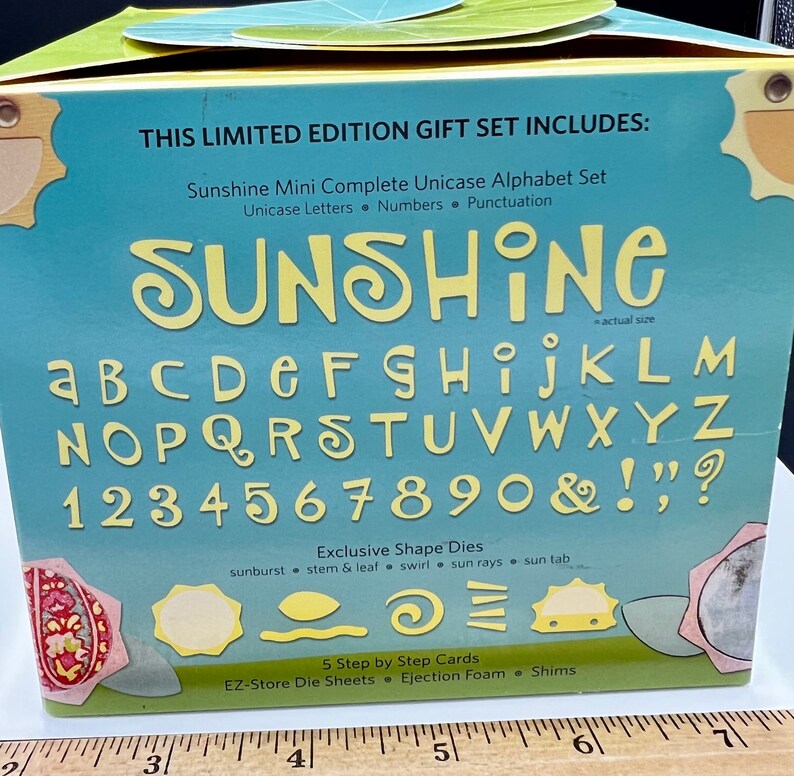 THIS LIMITED EDITION GIFT SET INCLUDES:
Sunshine Mini Complete Unicase Alphabet Set
Unicase Letters • Numbers • Punctuation
SUNSHiNe
* actual size
aBCDeFGHijKLM
NOPQRSTUVWXYZ
1234567890&!,"?
Exclusive Shape Dies
sunburst • stem & leaf • swirl • sun rays • sun tab
5 Step by Step Cards
EZ-Store Die Sheets • Ejection Foam • Shims
2 3 4 5 6 7